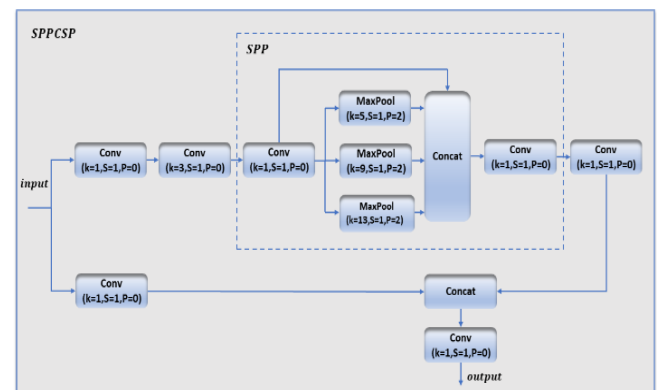 SPPCSP
SPP
MaxPool
(k=5,S=1,P=2)
Conv
(k=1,S=1,P=0)
Conv
(k=3,S=1,P=0)
Conv
(k=1,S=1,P=0)
MaxPool
(k=9,S=1,P=2)
Concat
Conv
(k=1,S=1,P=0)
Conv
(k=1,S=1,P=0)
input
MaxPool
(k=13,S=1,P=2)
Conv
(k=1,S=1,P=0)
Concat
Conv
(k=1,S=1,P=0)
output